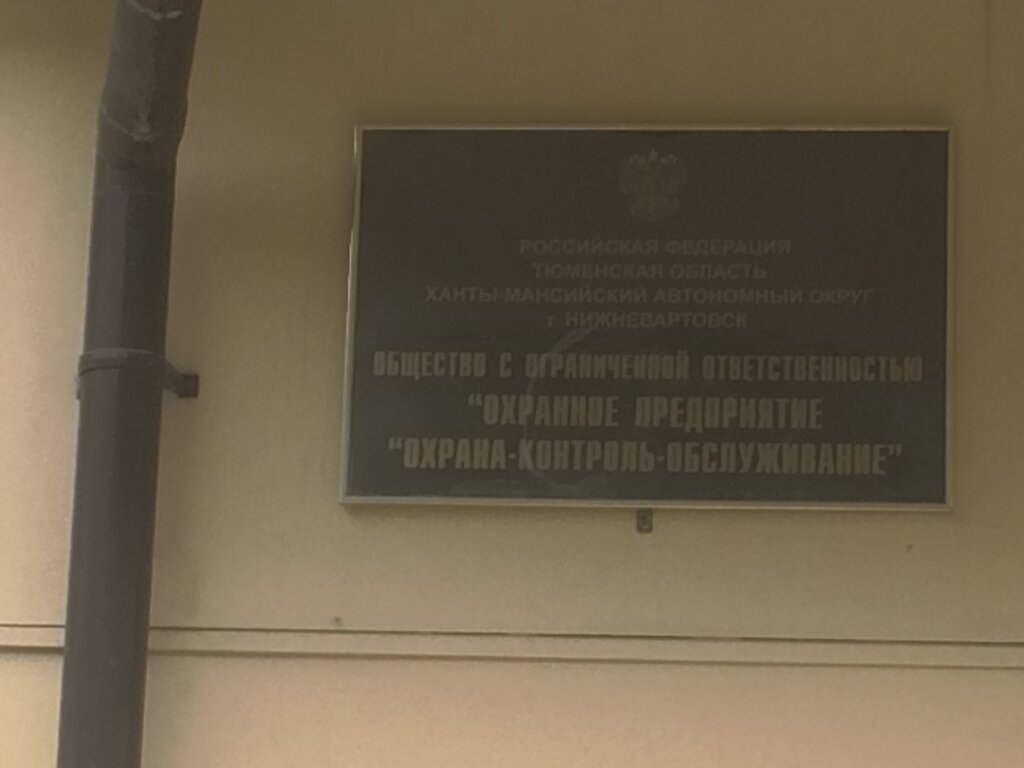 РОССИЙСКАЯ ФЕДЕРАЦИЯ
ТЮМЕНСКАЯ ОБЛАСТЬ
ХАНТЫ-МАНСИЙСКИЙ АВТОНОМНЫЙ ОКРУГ
г. НИЖНЕВАРТОВСК
ОБЩЕСТВО С ОГРАНИЧЕННОЙ ОТВЕТСТВЕННОСТЬЮ
“ОХРАННОЕ ПРЕДПРИЯТИЕ
“ОХРАНА-КОНТРОЛЬ-ОБСЛУЖИВАНИЕ”